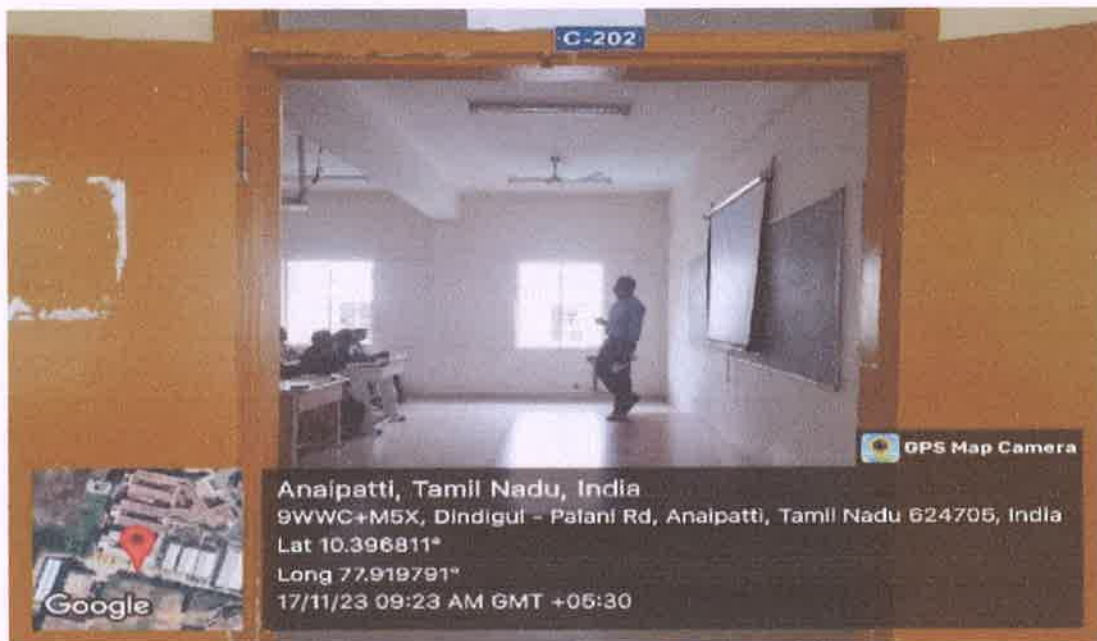 C-202
GPS Map Camera
Anaipatti, Tamil Nadu, India
9WWC+M5X, Dindigul - Palani Rd, Anaipatti, Tamil Nadu 624705, India
Lat 10.396811°
Long 77.919791°
17/11/23 09:23 AM GMT +05:30
Google